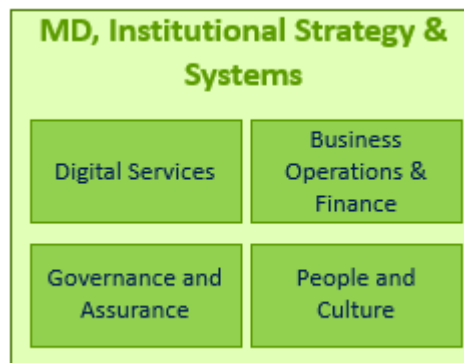 MD, Institutional Strategy &
Systems
Digital Services
Business
Operations &
Finance
Governance and
Assurance
People and
Culture